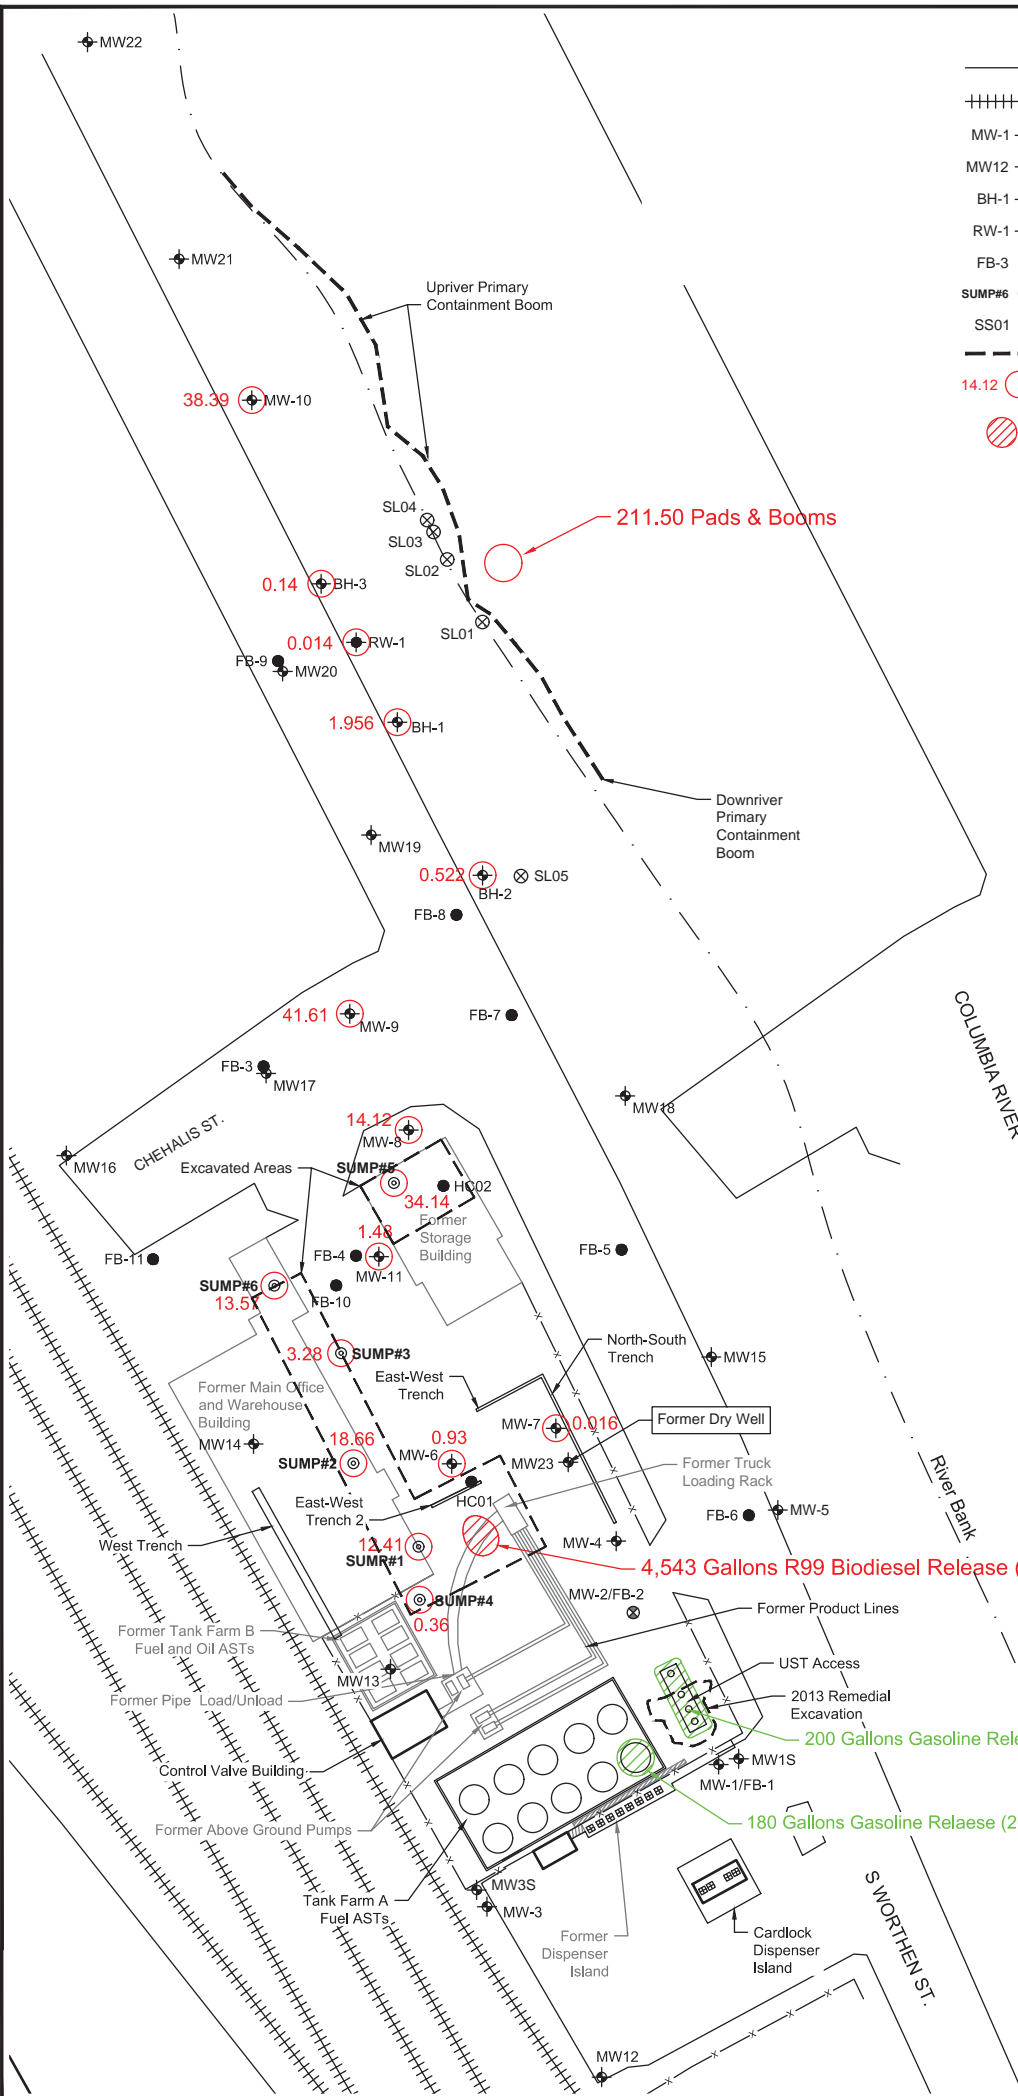 MW22
MW-1
MW12
BH-1
RW-1
FB-3
SUMP#6
SS01
14.12
MW21
Upriver Primary
Containment Boom
38.39
MW-10
SL04
211.50 Pads & Booms
SL03
SL02
0.14
BH-3
SL01
0.014
RW-1
FB-9
MW20
1.956
BH-1
Downriver
Primary
Containment
Boom
MW19
0.522
SL05
BH-2
FB-8
COLUMBIA RIVER
41.61
MW-9
FB-7
FB-3
MW17
MW18
14.12
MW-8
CHEHALIS ST.
MW16
Excavated Areas
SUMP#5
HC02
34.14
Former
Storage
Building
1.48
FB-4
MW-11
FB-5
FB-11
SUMP#6
13.57
FB-10
3.28
SUMP#3
North-South
Trench
MW15
East-West
Trench
Former Main Office
and Warehouse
Building
MW-7
0.016
Former Dry Well
MW14
18.66
0.93
MW-6
SUMP#2
MW23
Former Truck
Loading Rack
River Bank
HC01
East-West
Trench 2
FB-6
MW-5
West Trench
12.41
SUMP#1
MW-4
4,543 Gallons R99 Biodiesel Release (
SUMP#4
0.36
MW-2/FB-2
Former Product Lines
Former Tank Farm B
Fuel and Oil ASTs
MW13
UST Access
Former Pipe Load/Unload
2013 Remedial
Excavation
200 Gallons Gasoline Rele
Control Valve Building
MW1S
MW-1/FB-1
Former Above Ground Pumps
180 Gallons Gasoline Relaese (2
S WORTHEN ST.
Tank Farm A
Fuel ASTs
MW3S
MW-3
Former
Dispenser
Island
Cardlock
Dispenser
Island
MW12